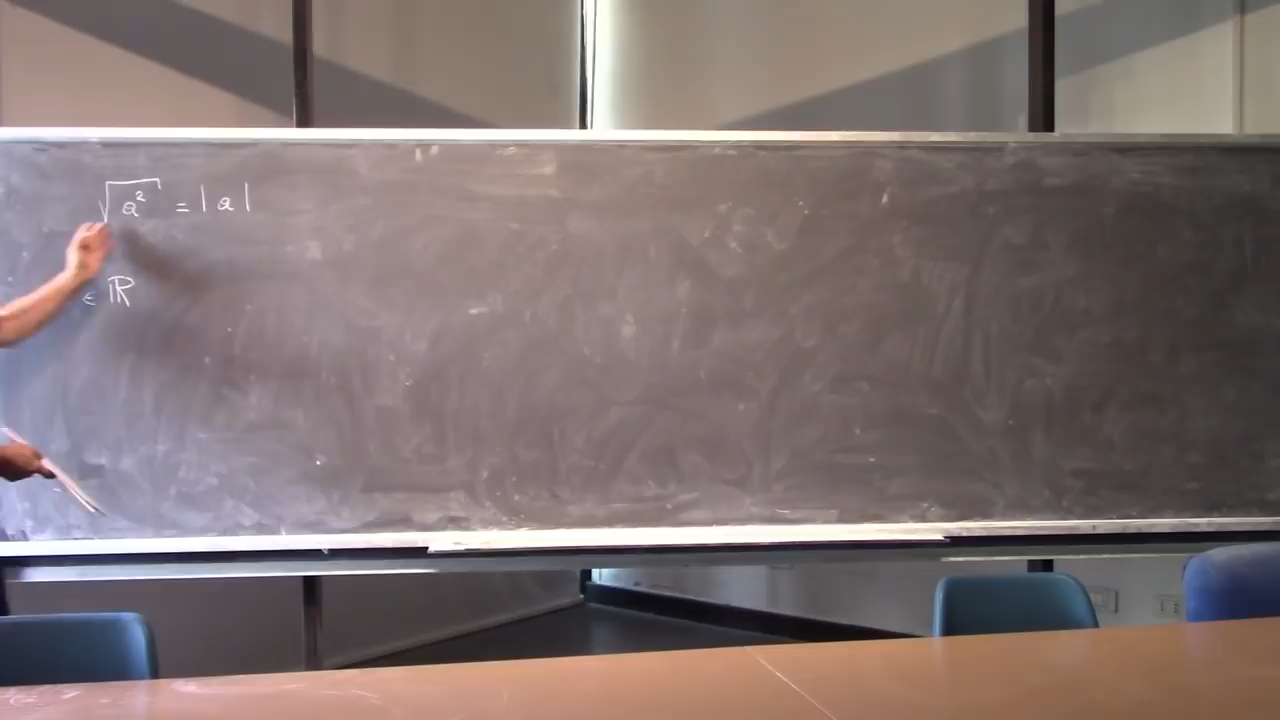 √a² = |a|
∈ ℝ